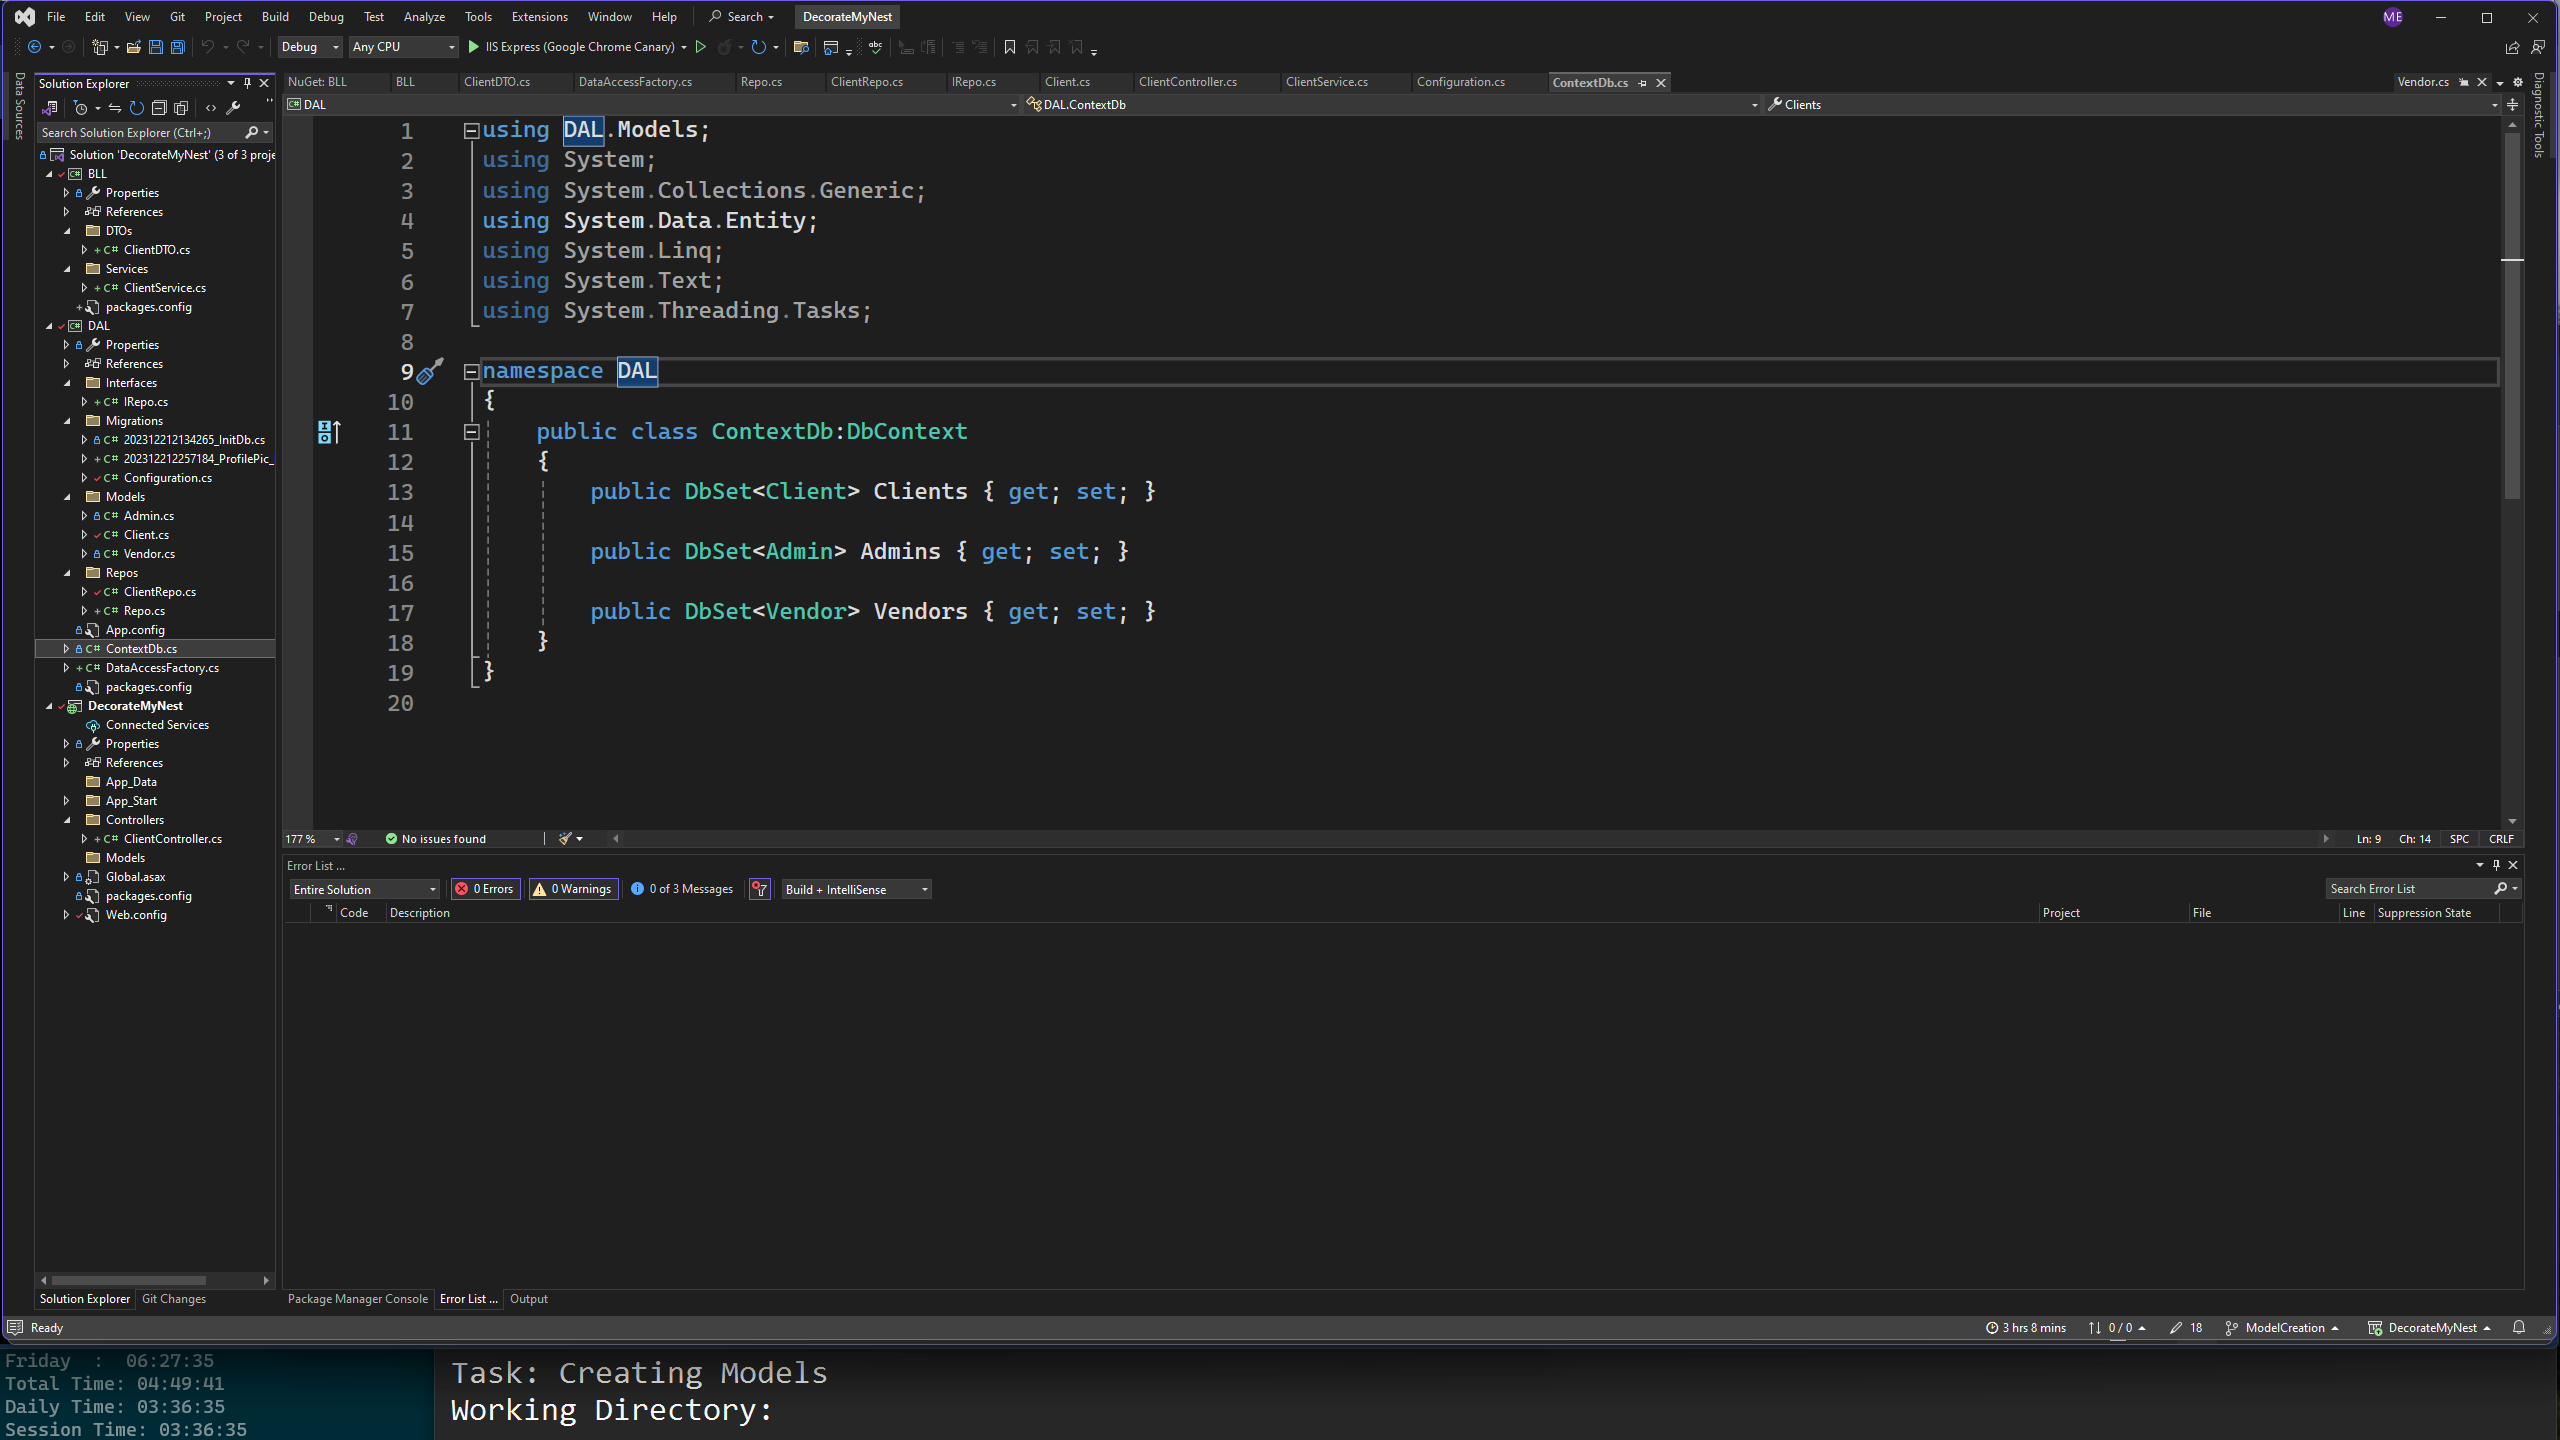 File Edit View Git Project Build Debug Test Analyze Tools Extensions Window Help Search DecorateMyNest ME
Debug Any CPU IIS Express (Google Chrome Canary)
Data Sources
Solution Explorer
Search Solution Explorer (Ctrl+;)
Solution 'DecorateMyNest' (3 of 3 proje
BLL
Properties
References
DTOs
C# ClientDTO.cs
Services
C# ClientService.cs
packages.config
DAL
Properties
References
Interfaces
C# IRepo.cs
Migrations
C# 202312212134265_InitDb.cs
C# 202312212257184_ProfilePic_
C# Configuration.cs
Models
C# Admin.cs
C# Client.cs
C# Vendor.cs
Repos
C# ClientRepo.cs
C# Repo.cs
App.config
C# ContextDb.cs
C# DataAccessFactory.cs
packages.config
DecorateMyNest
Connected Services
Properties
References
App_Data
App_Start
Controllers
C# ClientController.cs
Models
Global.asax
packages.config
Web.config
Solution Explorer Git Changes
NuGet: BLL BLL ClientDTO.cs DataAccessFactory.cs Repo.cs ClientRepo.cs IRepo.cs Client.cs ClientController.cs ClientService.cs Configuration.cs ContextDb.cs Vendor.cs
C# DAL DAL.ContextDb Clients
1 using DAL.Models;
2 using System;
3 using System.Collections.Generic;
4 using System.Data.Entity;
5 using System.Linq;
6 using System.Text;
7 using System.Threading.Tasks;
8
9 namespace DAL
10 {
11 public class ContextDb:DbContext
12 {
13 public DbSet<Client> Clients { get; set; }
14
15 public DbSet<Admin> Admins { get; set; }
16
17 public DbSet<Vendor> Vendors { get; set; }
18 }
19 }
20
177 % No issues found Ln: 9 Ch: 14 SPC CRLF
Diagnostic Tools
Error List ...
Entire Solution 0 Errors 0 Warnings 0 of 3 Messages Build + IntelliSense Search Error List
Code Description Project File Line Suppression State
Package Manager Console Error List ... Output
Ready 3 hrs 8 mins 0 / 0 18 ModelCreation DecorateMyNest
Friday : 06:27:35
Total Time: 04:49:41
Daily Time: 03:36:35
Session Time: 03:36:35
Task: Creating Models
Working Directory: